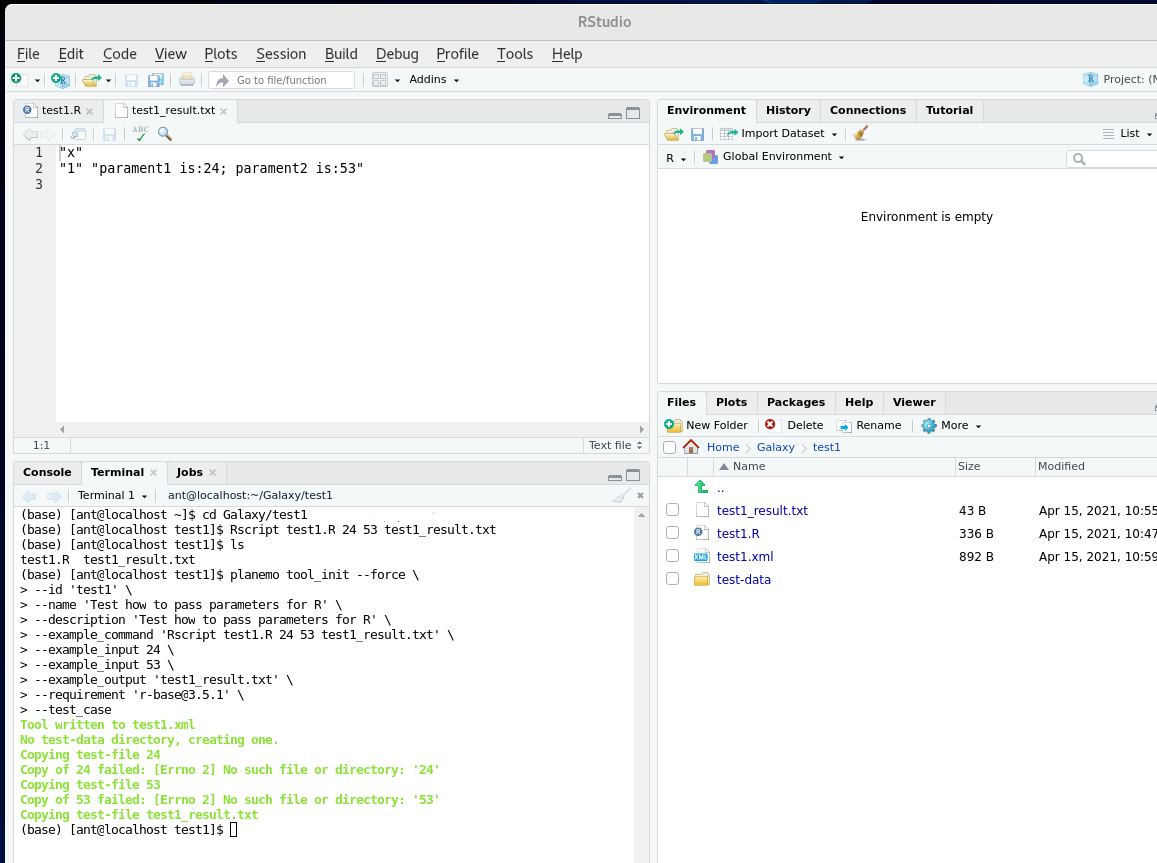 RStudio
File Edit Code View Plots Session Build Debug Profile Tools Help
Go to file/function Addins Project: (N
test1.R test1_result.txt
ABC
1 "x"
2 "1" "parament1 is:24; parament2 is:53"
3
1:1 Text file
Console Terminal Jobs
Terminal 1 ant@localhost:~/Galaxy/test1
(base) [ant@localhost ~]$ cd Galaxy/test1
(base) [ant@localhost test1]$ Rscript test1.R 24 53 test1_result.txt
(base) [ant@localhost test1]$ ls
test1.R  test1_result.txt
(base) [ant@localhost test1]$ planemo tool_init --force \
> --id 'test1' \
> --name 'Test how to pass parameters for R' \
> --description 'Test how to pass parameters for R' \
> --example_command 'Rscript test1.R 24 53 test1_result.txt' \
> --example_input 24 \
> --example_input 53 \
> --example_output 'test1_result.txt' \
> --requirement 'r-base@3.5.1' \
> --test_case
Tool written to test1.xml
No test-data directory, creating one.
Copying test-file 24
Copy of 24 failed: [Errno 2] No such file or directory: '24'
Copying test-file 53
Copy of 53 failed: [Errno 2] No such file or directory: '53'
Copying test-file test1_result.txt
(base) [ant@localhost test1]$
Environment History Connections Tutorial
Import Dataset List
R Global Environment
Environment is empty
Files Plots Packages Help Viewer
New Folder Delete Rename More
Home Galaxy test1
Name Size Modified
..
test1_result.txt 43 B Apr 15, 2021, 10:55
test1.R 336 B Apr 15, 2021, 10:47
test1.xml 892 B Apr 15, 2021, 10:59
test-data